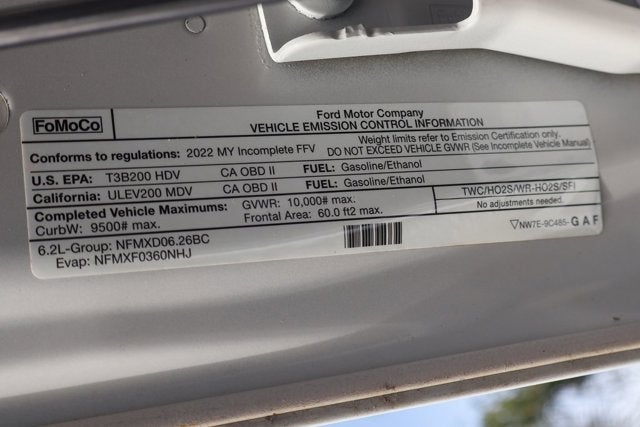 FoMoCo
Ford Motor Company
VEHICLE EMISSION CONTROL INFORMATION
Conforms to regulations: 2022 MY Incomplete FFV
Weight limits refer to Emission Certification only.
DO NOT EXCEED VEHICLE GVWR (See Incomplete Vehicle Manual)
U.S. EPA: T3B200 HDV CA OBD II FUEL: Gasoline/Ethanol
California: ULEV200 MDV CA OBD II FUEL: Gasoline/Ethanol
Completed Vehicle Maximums: GVWR: 10,000# max.
CurbW: 9500# max. Frontal Area: 60.0 ft2 max.
TWC/HO2S/WR-HO2S/SFI
No adjustments needed.
6.2L-Group: NFMXD06.26BC
Evap: NFMXF0360NHJ
NW7E-9C485-GAF